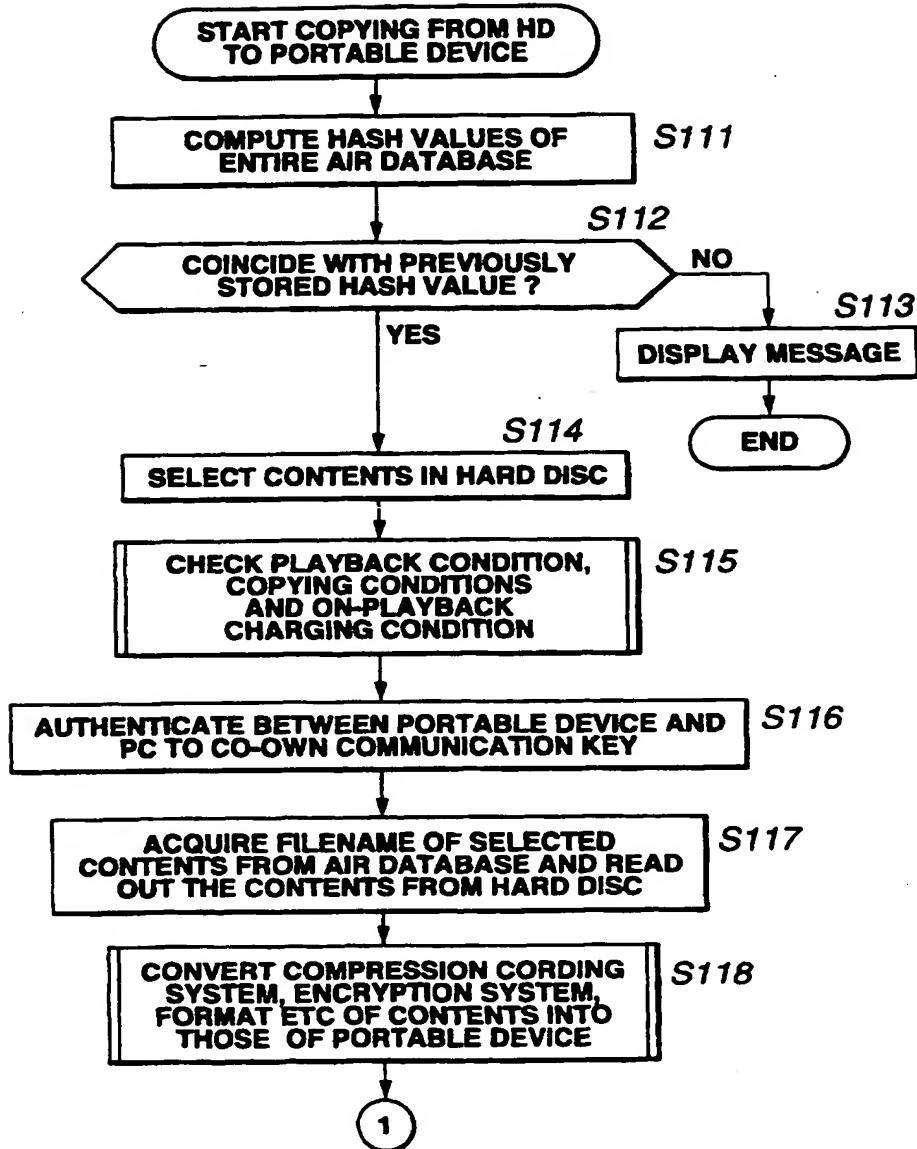 START COPYING FROM HD
TO PORTABLE DEVICE
COMPUTE HASH VALUES OF
ENTIRE AIR DATABASE
S111
S112
COINCIDE WITH PREVIOUSLY
STORED HASH VALUE ?
NO
YES
S113
DISPLAY MESSAGE
END
S114
SELECT CONTENTS IN HARD DISC
CHECK PLAYBACK CONDITION,
COPYING CONDITIONS
AND ON-PLAYBACK
CHARGING CONDITION
S115
AUTHENTICATE BETWEEN PORTABLE DEVICE AND
PC TO CO-OWN COMMUNICATION KEY
S116
ACQUIRE FILENAME OF SELECTED
CONTENTS FROM AIR DATABASE AND READ
OUT THE CONTENTS FROM HARD DISC
S117
CONVERT COMPRESSION CORDING
SYSTEM, ENCRYPTION SYSTEM,
FORMAT ETC OF CONTENTS INTO
THOSE OF PORTABLE DEVICE
S118
1